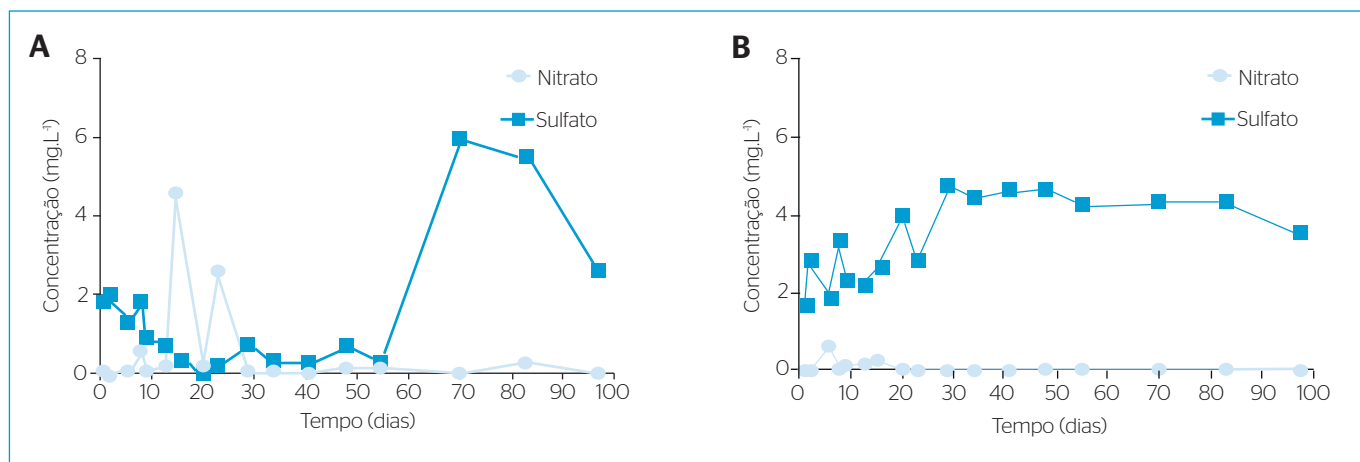 A
Concentração (mg.L⁻¹)
8
6
4
2
0
Nitrato
Sulfato
0 10 20 30 40 50 60 70 80 90 100
Tempo (dias)
B
Concentração (mg.L⁻¹)
8
6
4
2
0
Nitrato
Sulfato
0 10 20 30 40 50 60 70 80 90 100
Tempo (dias)